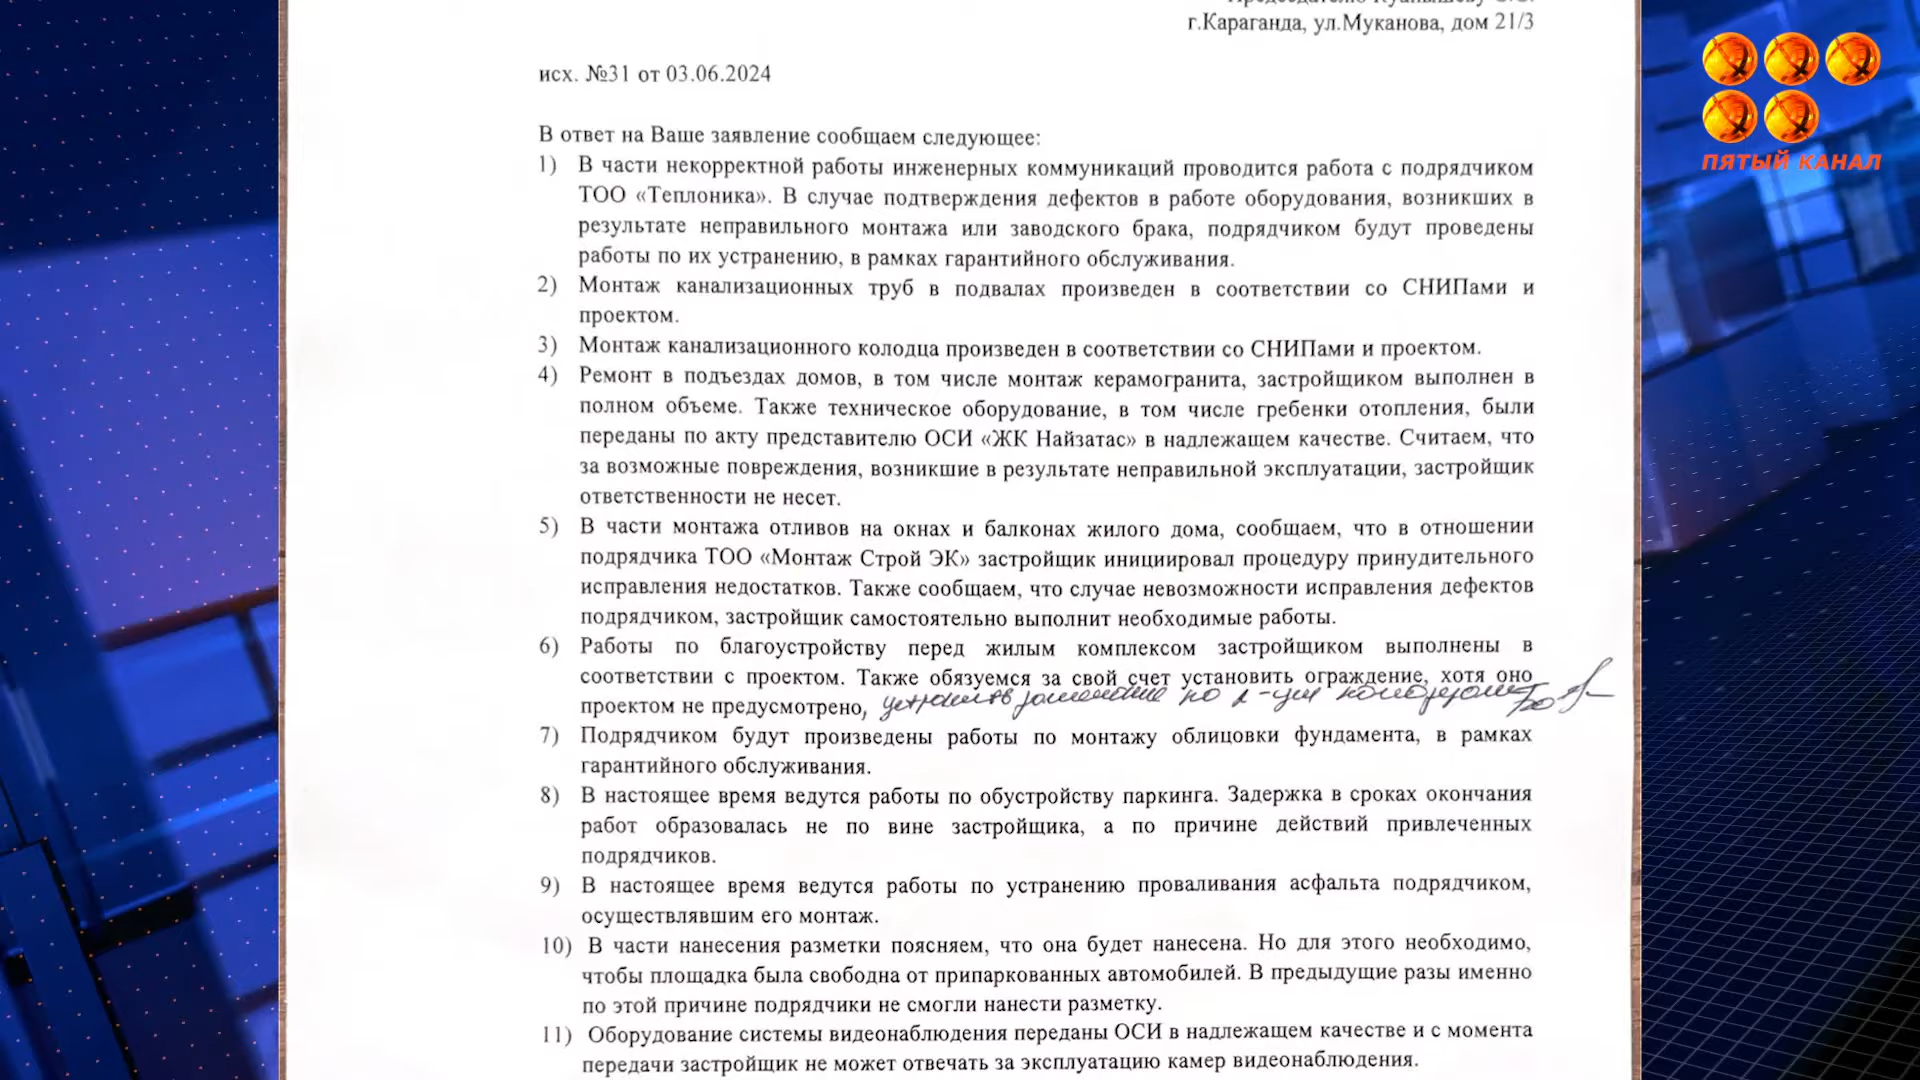 Председателю
г.Караганда, ул.Муканова, дом 21/3
исх. №31 от 03.06.2024
ПЯТЫЙ КАНАЛ
В ответ на Ваше заявление сообщаем следующее:
1) В части некорректной работы инженерных коммуникаций проводится работа с подрядчиком
ТОО «Теплоника». В случае подтверждения дефектов в работе оборудования, возникших в
результате неправильного монтажа или заводского брака, подрядчиком будут проведены
работы по их устранению, в рамках гарантийного обслуживания.
2) Монтаж канализационных труб в подвалах произведен в соответствии со СНИПами и
проектом.
3) Монтаж канализационного колодца произведен в соответствии со СНИПами и проектом.
4) Ремонт в подъездах домов, в том числе монтаж керамогранита, застройщиком выполнен в
полном объеме. Также техническое оборудование, в том числе гребенки отопления, были
переданы по акту представителю ОСИ «ЖК Найзатас» в надлежащем качестве. Считаем, что
за возможные повреждения, возникшие в результате неправильной эксплуатации, застройщик
ответственности не несет.
5) В части монтажа отливов на окнах и балконах жилого дома, сообщаем, что в отношении
подрядчика ТОО «Монтаж Строй ЭК» застройщик инициировал процедуру принудительного
исправления недостатков. Также сообщаем, что случае невозможности исправления дефектов
подрядчиком, застройщик самостоятельно выполнит необходимые работы.
6) Работы по благоустройству перед жилым комплексом застройщиком выполнены в
соответствии с проектом. Также обязуемся за свой счет установить ограждение, хотя оно
проектом не предусмотрено, устранить замечание по
7) Подрядчиком будут произведены работы по монтажу облицовки фундамента, в рамках
гарантийного обслуживания.
8) В настоящее время ведутся работы по обустройству паркинга. Задержка в сроках окончания
работ образовалась не по вине застройщика, а по причине действий привлеченных
подрядчиков.
9) В настоящее время ведутся работы по устранению проваливания асфальта подрядчиком,
осуществлявшим его монтаж.
10) В части нанесения разметки поясняем, что она будет нанесена. Но для этого необходимо,
чтобы площадка была свободна от припаркованных автомобилей. В предыдущие разы именно
по этой причине подрядчики не смогли нанести разметку.
11) Оборудование системы видеонаблюдения переданы ОСИ в надлежащем качестве и с момента
передачи застройщик не может отвечать за эксплуатацию камер видеонаблюдения.